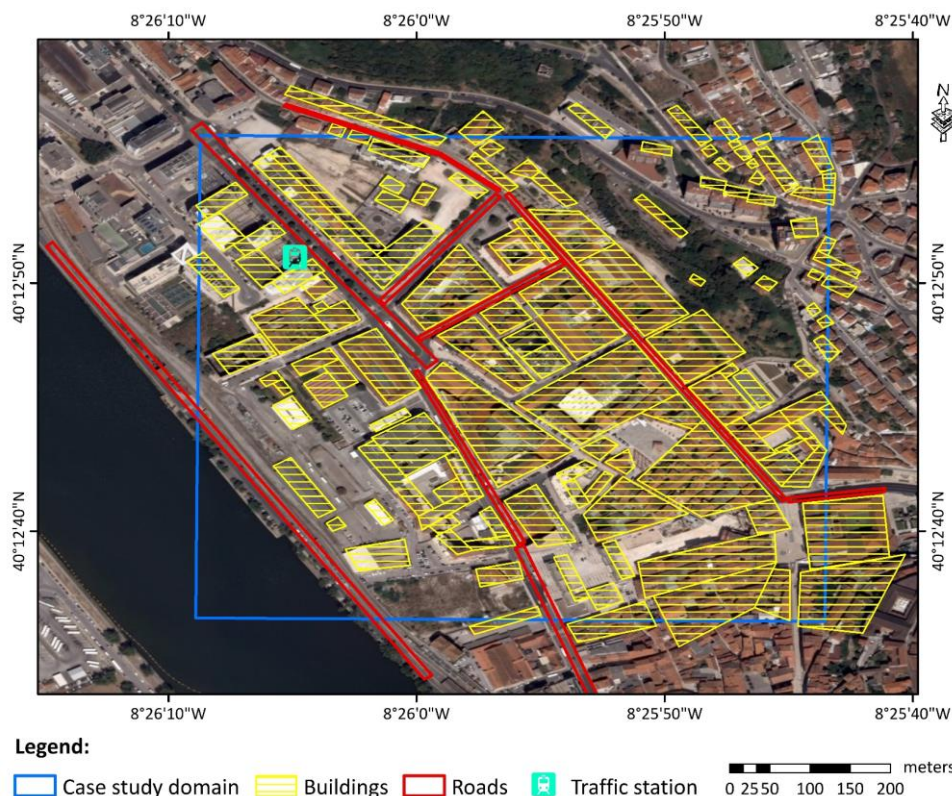 8°26'10"W 8°26'0"W 8°25'50"W 8°25'40"W
N
40°12'50"N 40°12'50"N
40°12'40"N 40°12'40"N
8°26'10"W 8°26'0"W 8°25'50"W 8°25'40"W
Legend:
Case study domain Buildings Roads Traffic station
meters
0 25 50 100 150 200